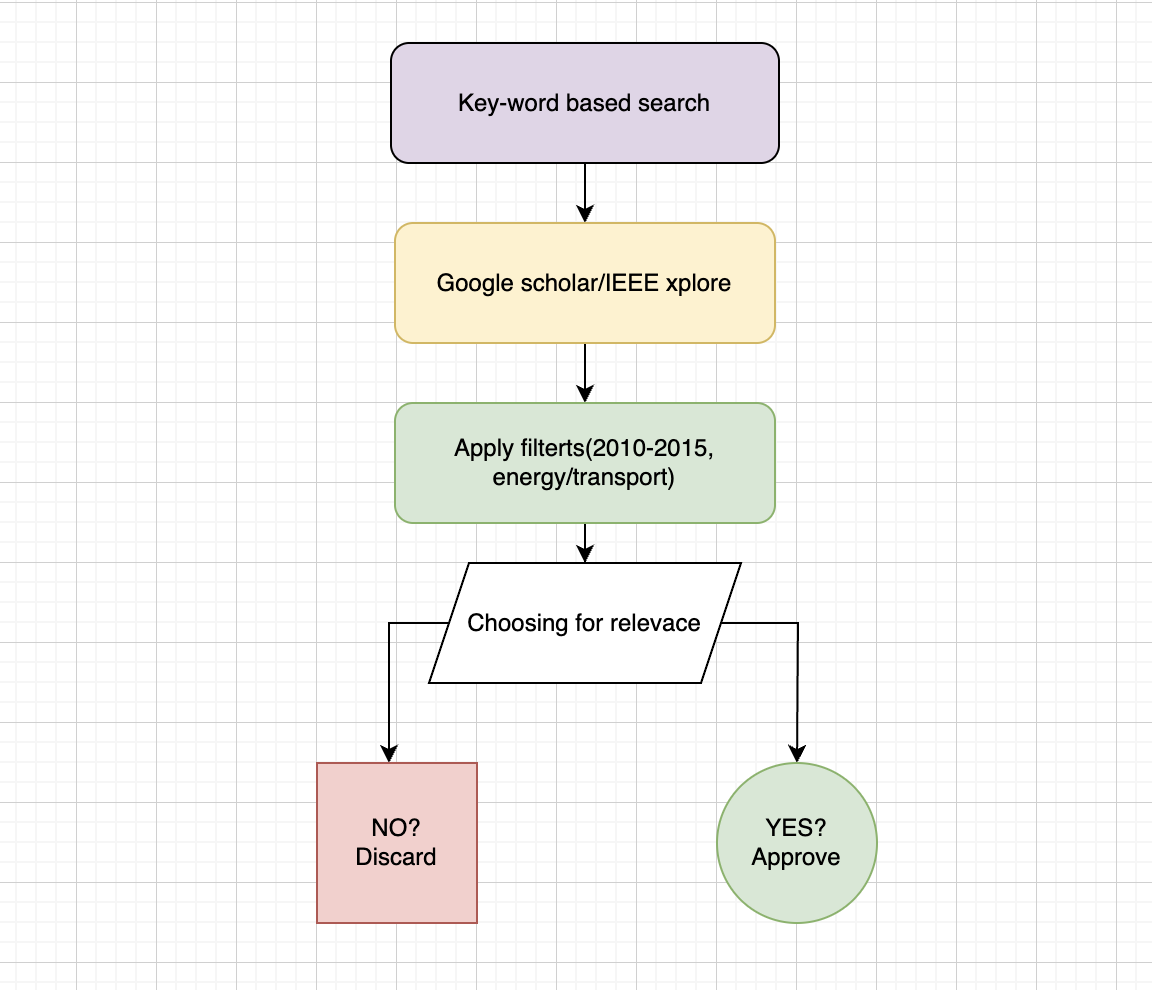 Key-word based search
Google scholar/IEEE xplore
Apply filterts(2010-2015,
energy/transport)
Choosing for relevace
NO?
Discard
YES?
Approve